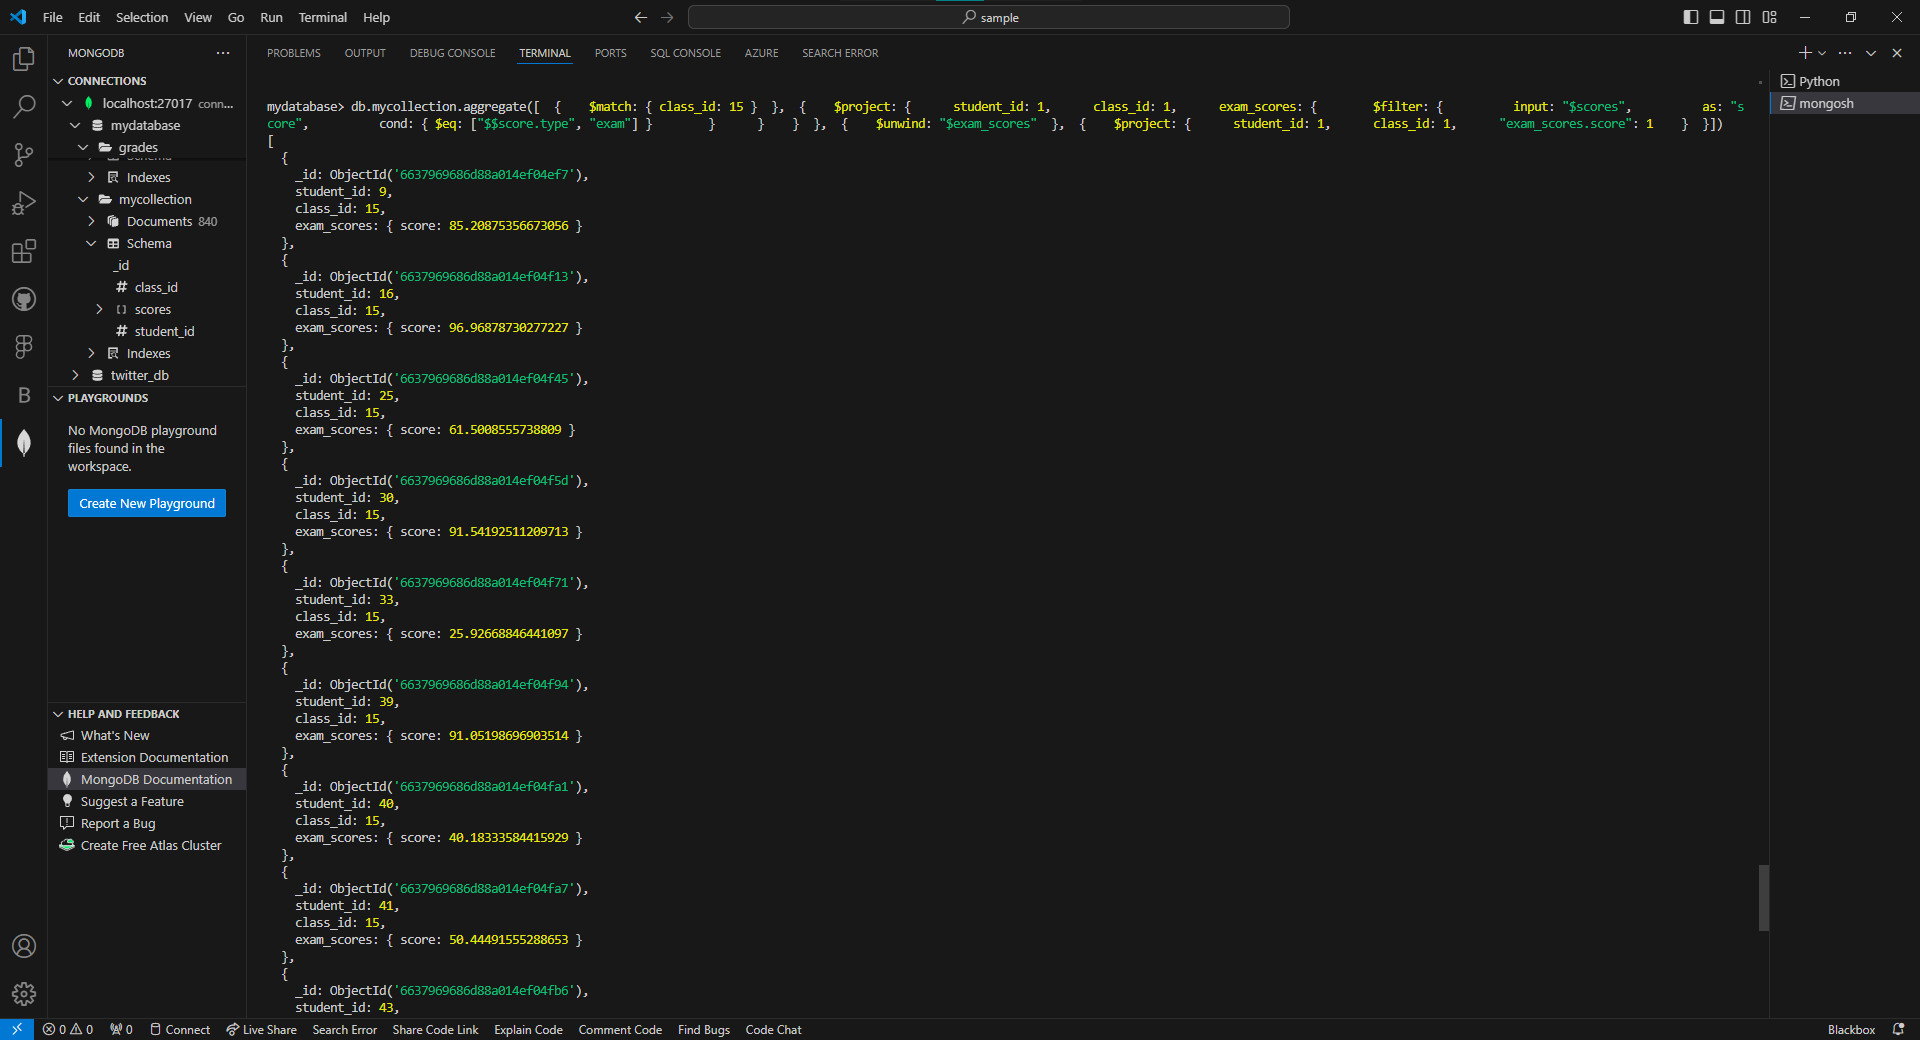 File Edit Selection View Go Run Terminal Help
sample
MONGODB
CONNECTIONS
localhost:27017 conn...
mydatabase
grades
Indexes
mycollection
Documents 840
Schema
_id
class_id
scores
student_id
Indexes
twitter_db
PLAYGROUNDS
No MongoDB playground
files found in the
workspace.
Create New Playground
HELP AND FEEDBACK
What's New
Extension Documentation
MongoDB Documentation
Suggest a Feature
Report a Bug
Create Free Atlas Cluster
PROBLEMS OUTPUT DEBUG CONSOLE TERMINAL PORTS SQL CONSOLE AZURE SEARCH ERROR
mydatabase> db.mycollection.aggregate([ { $match: { class_id: 15 } }, { $project: { student_id: 1, class_id: 1, exam_scores: { $filter: { input: "$scores", as: "s
core", cond: { $eq: ["$$score.type", "exam"] } } } } }, { $unwind: "$exam_scores" }, { $project: { student_id: 1, class_id: 1, "exam_scores.score": 1 } }])
[
{
_id: ObjectId('6637969686d88a014ef04ef7'),
student_id: 9,
class_id: 15,
exam_scores: { score: 85.20875356673056 }
},
{
_id: ObjectId('6637969686d88a014ef04f13'),
student_id: 16,
class_id: 15,
exam_scores: { score: 96.96878730277227 }
},
{
_id: ObjectId('6637969686d88a014ef04f45'),
student_id: 25,
class_id: 15,
exam_scores: { score: 61.5008555738809 }
},
{
_id: ObjectId('6637969686d88a014ef04f5d'),
student_id: 30,
class_id: 15,
exam_scores: { score: 91.54192511209713 }
},
{
_id: ObjectId('6637969686d88a014ef04f71'),
student_id: 33,
class_id: 15,
exam_scores: { score: 25.92668846441097 }
},
{
_id: ObjectId('6637969686d88a014ef04f94'),
student_id: 39,
class_id: 15,
exam_scores: { score: 91.05198696903514 }
},
{
_id: ObjectId('6637969686d88a014ef04fa1'),
student_id: 40,
class_id: 15,
exam_scores: { score: 40.18333584415929 }
},
{
_id: ObjectId('6637969686d88a014ef04fa7'),
student_id: 41,
class_id: 15,
exam_scores: { score: 50.44491555288653 }
},
{
_id: ObjectId('6637969686d88a014ef04fb6'),
student_id: 43,
Python
mongosh
0 0 0 Connect Live Share Search Error Share Code Link Explain Code Comment Code Find Bugs Code Chat Blackbox